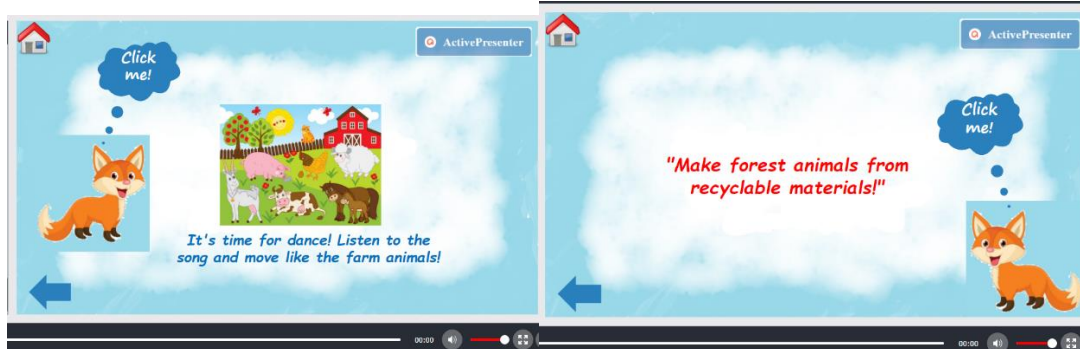 Click
me!
ActivePresenter
It's time for dance! Listen to the
song and move like the farm animals!
00:00
ActivePresenter
Click
me!
"Make forest animals from
recyclable materials!"
00:00